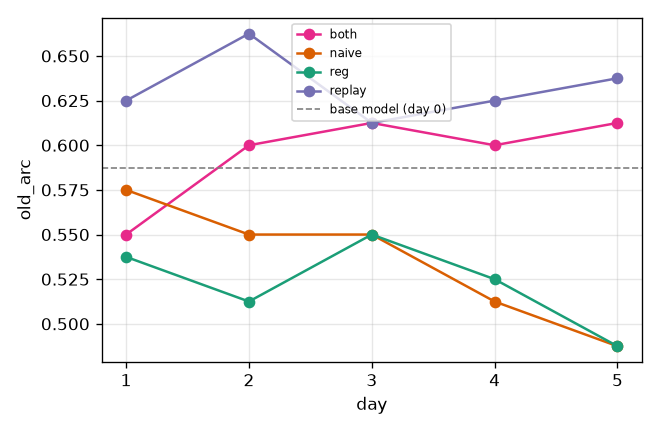 both
naive
reg
replay
base model (day 0)
0.650
0.625
0.600
0.575
0.550
0.525
0.500
old_arc
1 2 3 4 5
day